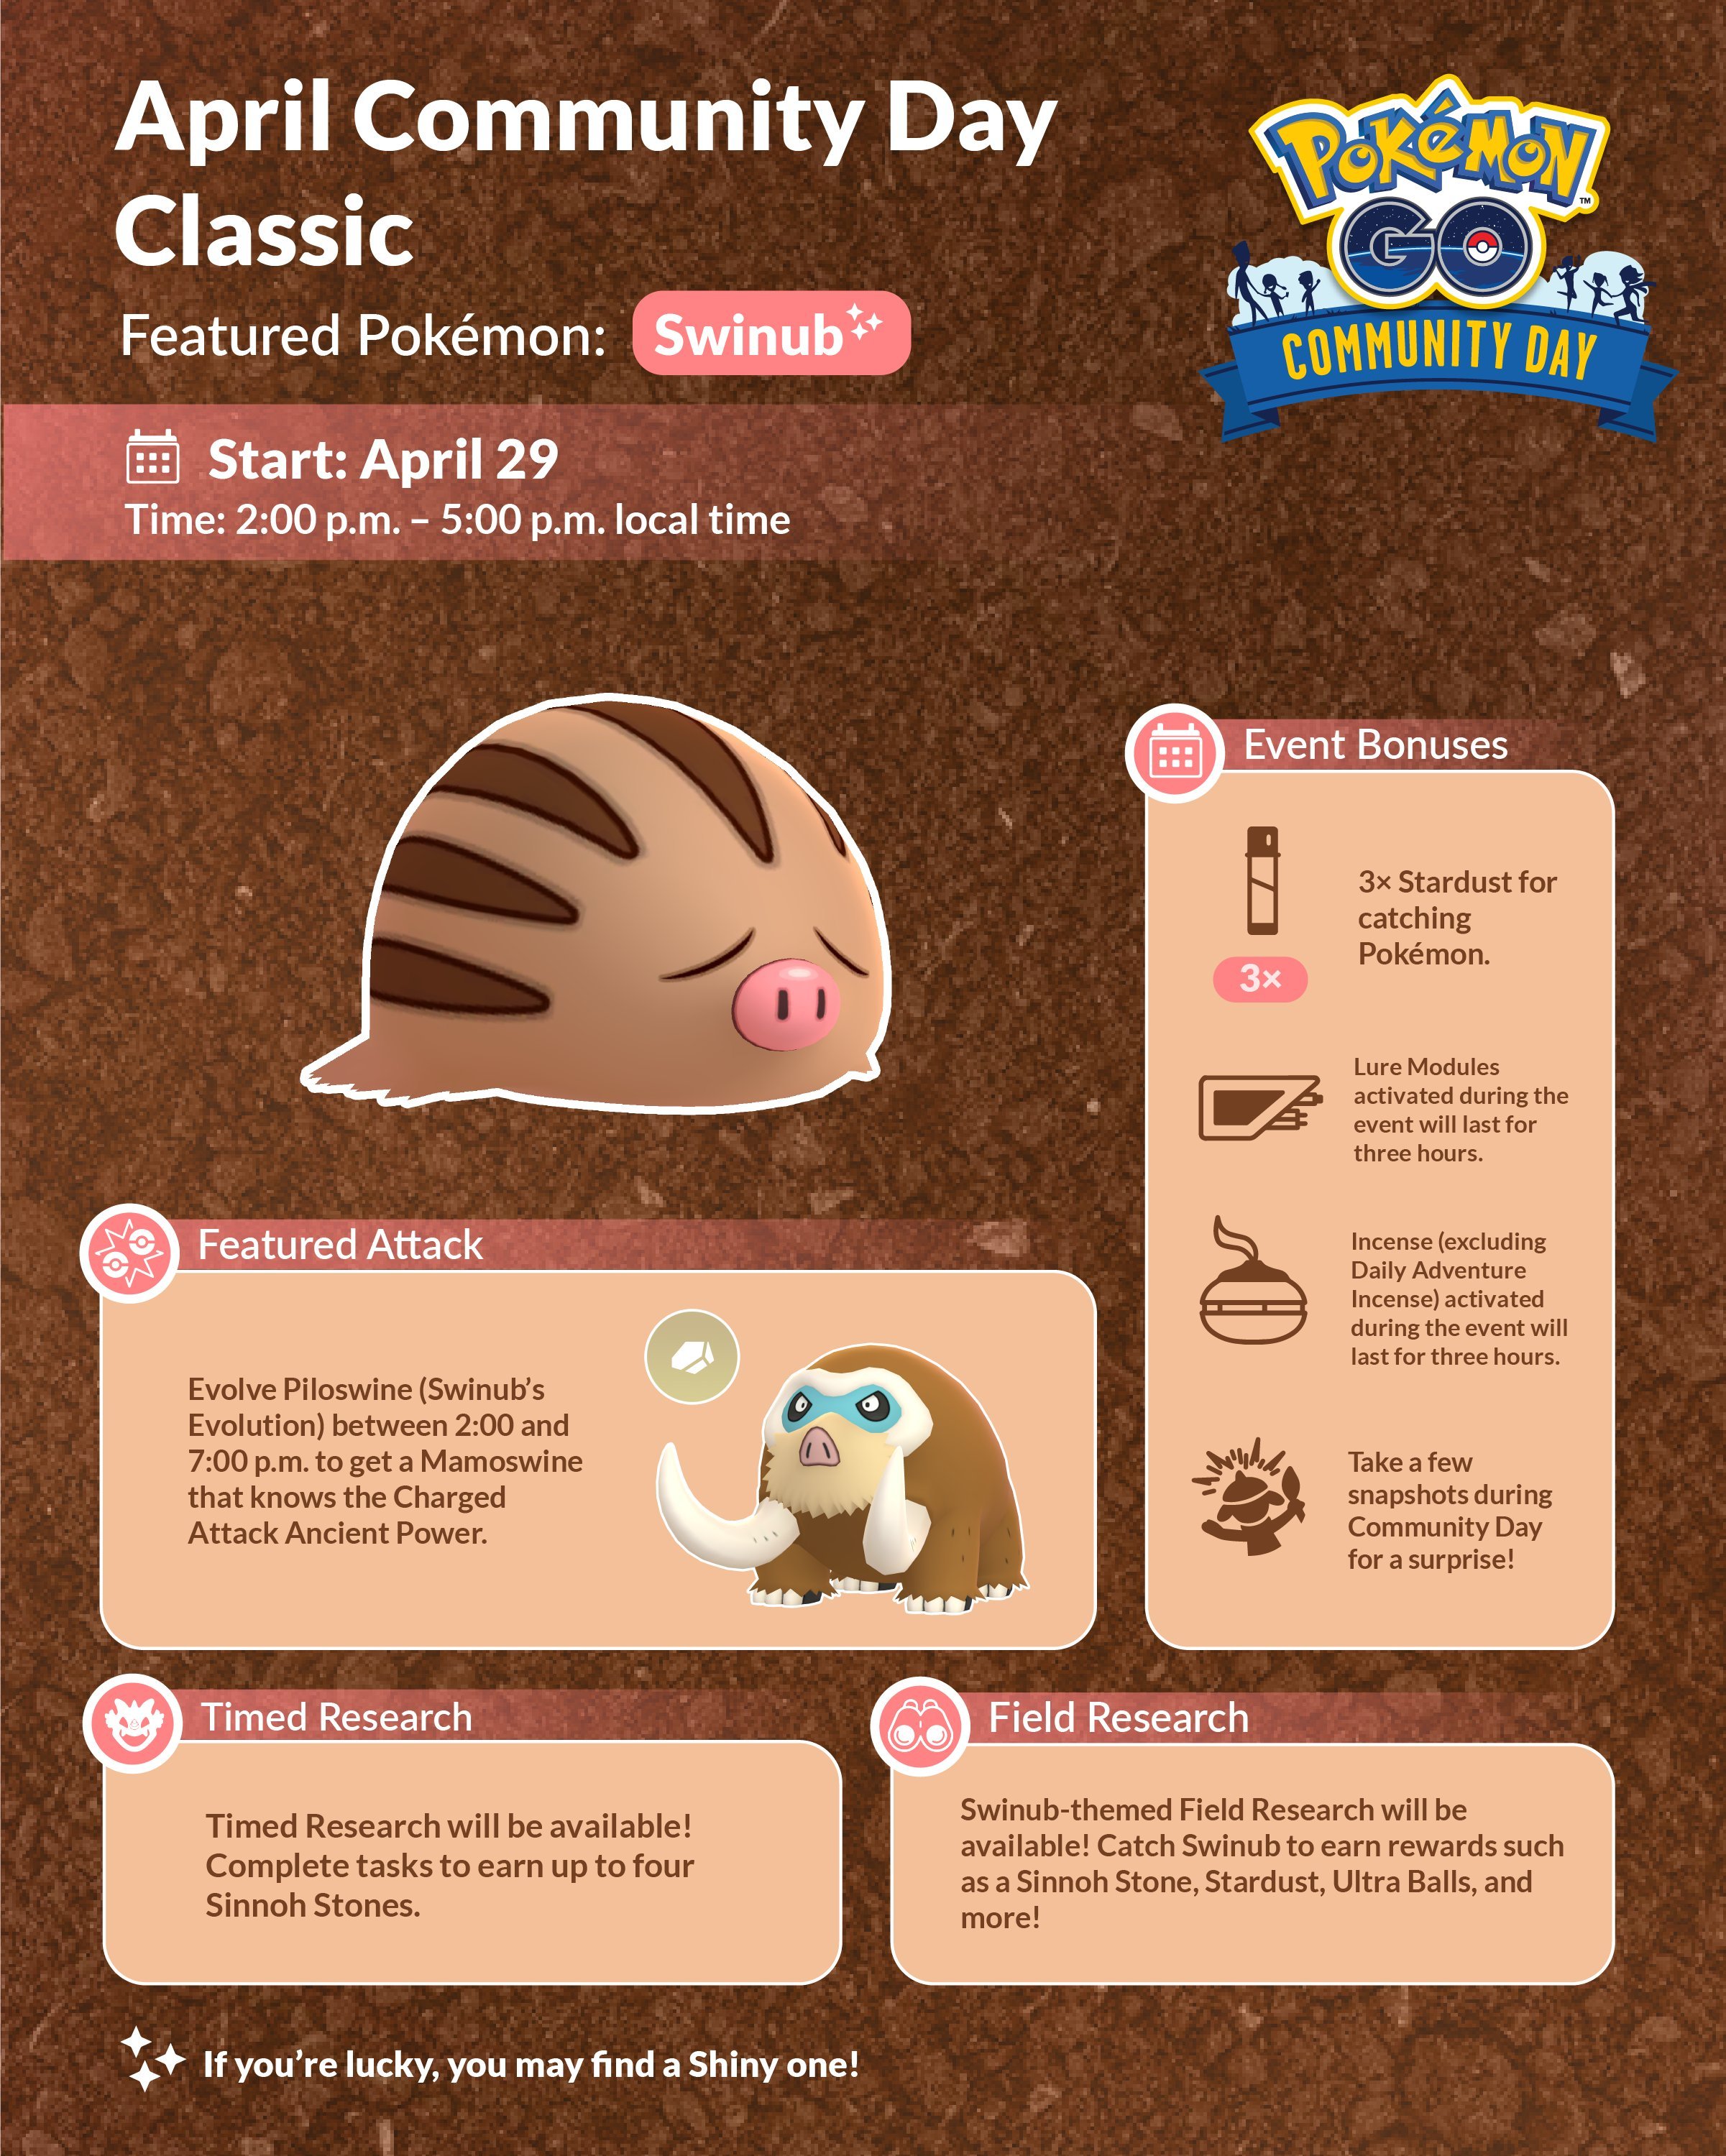 April Community Day
Classic
Featured Pokémon: Swinub
POKéMON
™
GO
COMMUNITY DAY
Start: April 29
Time: 2:00 p.m. – 5:00 p.m. local time
Event Bonuses
3× Stardust for
catching
Pokémon.
3×
Lure Modules
activated during the
event will last for
three hours.
Incense (excluding
Daily Adventure
Incense) activated
during the event will
last for three hours.
Take a few
snapshots during
Community Day
for a surprise!
Featured Attack
Evolve Piloswine (Swinub’s
Evolution) between 2:00 and
7:00 p.m. to get a Mamoswine
that knows the Charged
Attack Ancient Power.
Timed Research
Timed Research will be available!
Complete tasks to earn up to four
Sinnoh Stones.
Field Research
Swinub-themed Field Research will be
available! Catch Swinub to earn rewards such
as a Sinnoh Stone, Stardust, Ultra Balls, and
more!
If you’re lucky, you may find a Shiny one!